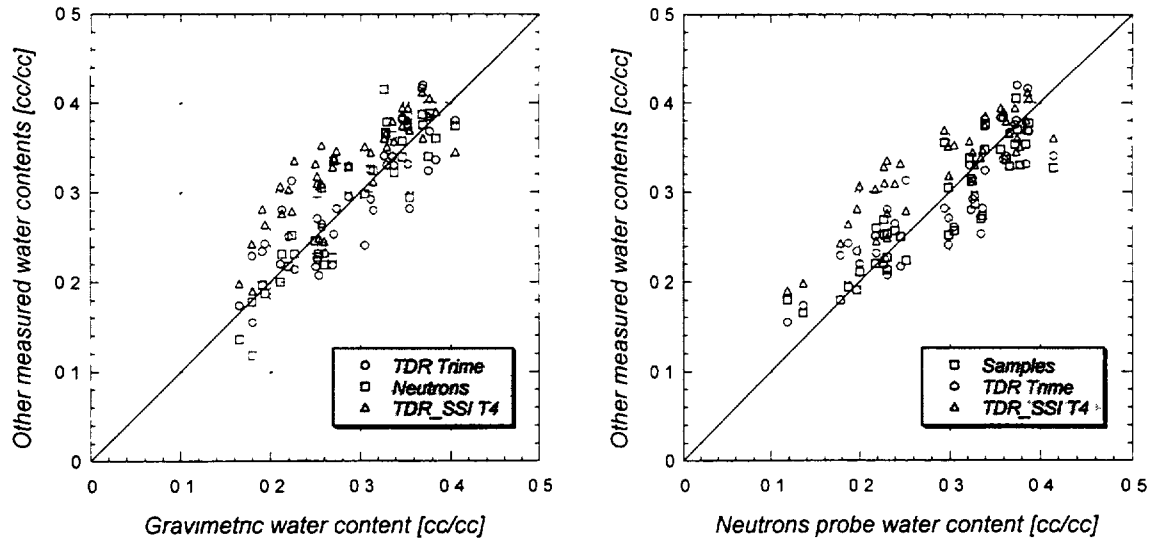 Other measured water contents [cc/cc]
0 5
0 4
0 3
0 2
0 1
0
0
0 1
0 2
0 3
0 4
0 5
Gravimetric water content [cc/cc]
TDR Trime
Neutrons
TDR_SSI T4
Other measured water contents [cc/cc]
0 5
0 4
0 3
0 2
0 1
0
0
0 1
0 2
0 3
0 4
0 5
Neutrons probe water content [cc/cc]
Samples
TDR Trime
TDR_SSI T4